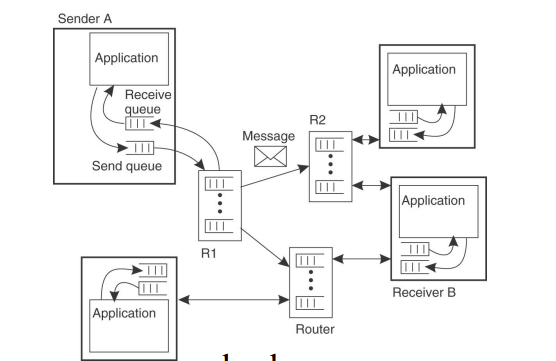 Sender A
Application
Receive
queue
Send queue
R1
Message
R2
Application
Application
Receiver B
Application
Router